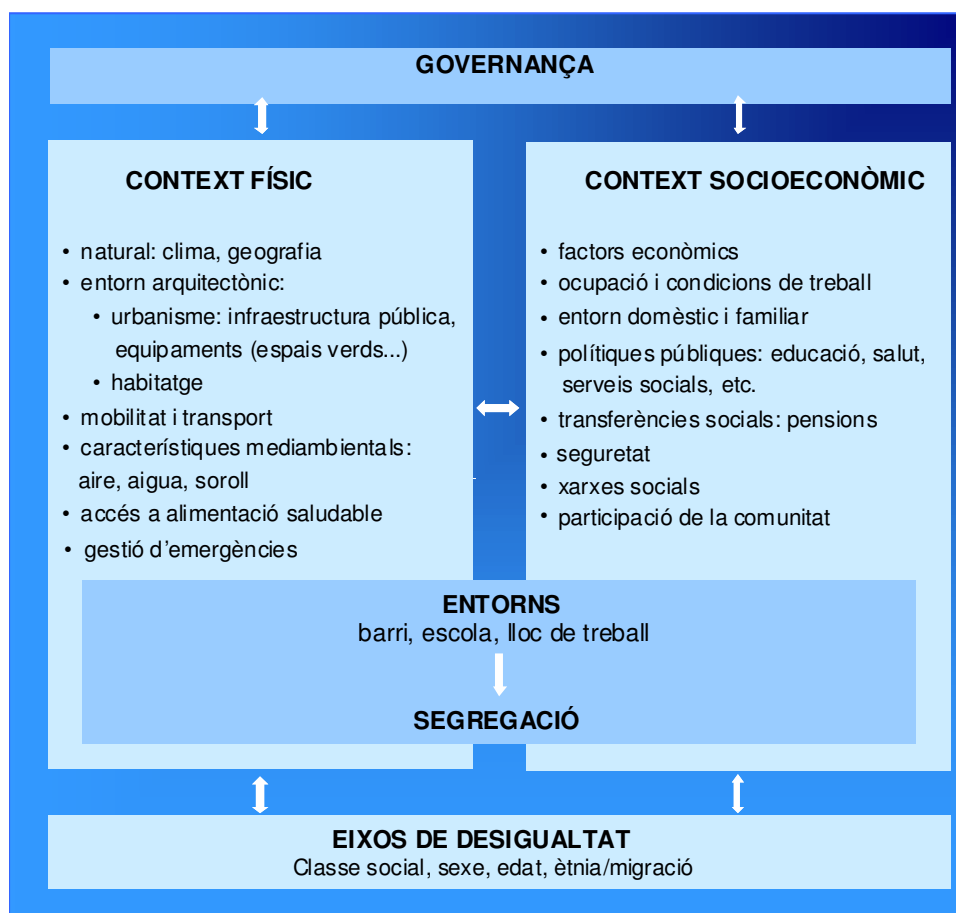 GOVERNANÇA
CONTEXT FÍSIC
• natural: clima, geografia
• entorn arquitectònic:
• urbanisme: infraestructura pública,
equipaments (espais verds...)
• habitatge
• mobilitat i transport
• característiques mediambientals:
aire, aigua, soroll
• accés a alimentació saludable
• gestió d'emergències
CONTEXT SOCIOECONÒMIC
• factors econòmics
• ocupació i condicions de treball
• entorn domèstic i familiar
• polítiques públiques: educació, salut,
serveis socials, etc.
• transferències socials: pensions
• seguretat
• xarxes socials
• participació de la comunitat
ENTORNS
barri, escola, lloc de treball
SEGREGACIÓ
EIXOS DE DESIGUALTAT
Classe social, sexe, edat, ètnia/migració